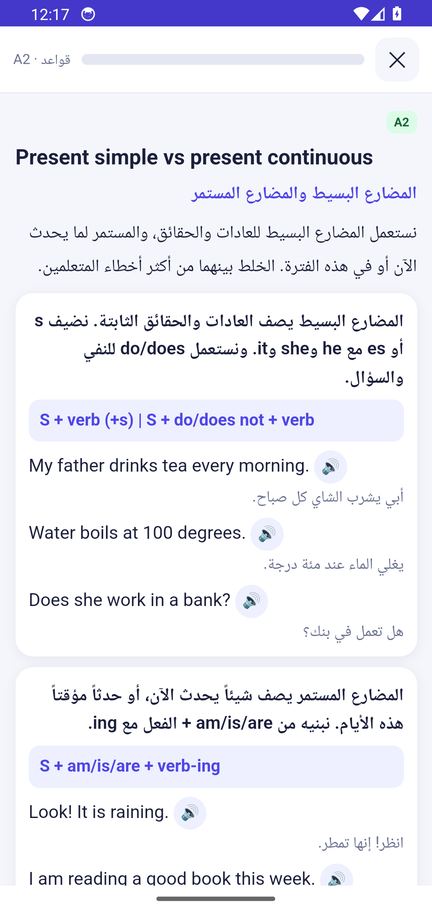 12:17
قواعد · A2
A2
Present simple vs present continuous
المضارع البسيط والمضارع المستمر
نستعمل المضارع البسيط للعادات والحقائق، والمستمر لما يحدث
الآن أو في هذه الفترة. الخلط بينهما من أكثر أخطاء المتعلمين.
المضارع البسيط يصف العادات والحقائق الثابتة. نضيف s
أو es مع he وshe وit. ونستعمل do/does للنفي
والسؤال.
S + verb (+s) | S + do/does not + verb
My father drinks tea every morning.
أبي يشرب الشاي كل صباح.
Water boils at 100 degrees.
يغلي الماء عند مئة درجة.
Does she work in a bank?
هل تعمل في بنك؟
المضارع المستمر يصف شيئاً يحدث الآن، أو حدثاً مؤقتاً
هذه الأيام. نبنيه من am/is/are + الفعل مع ing.
S + am/is/are + verb-ing
Look! It is raining.
انظر! إنها تمطر.
I am reading a good book this week.